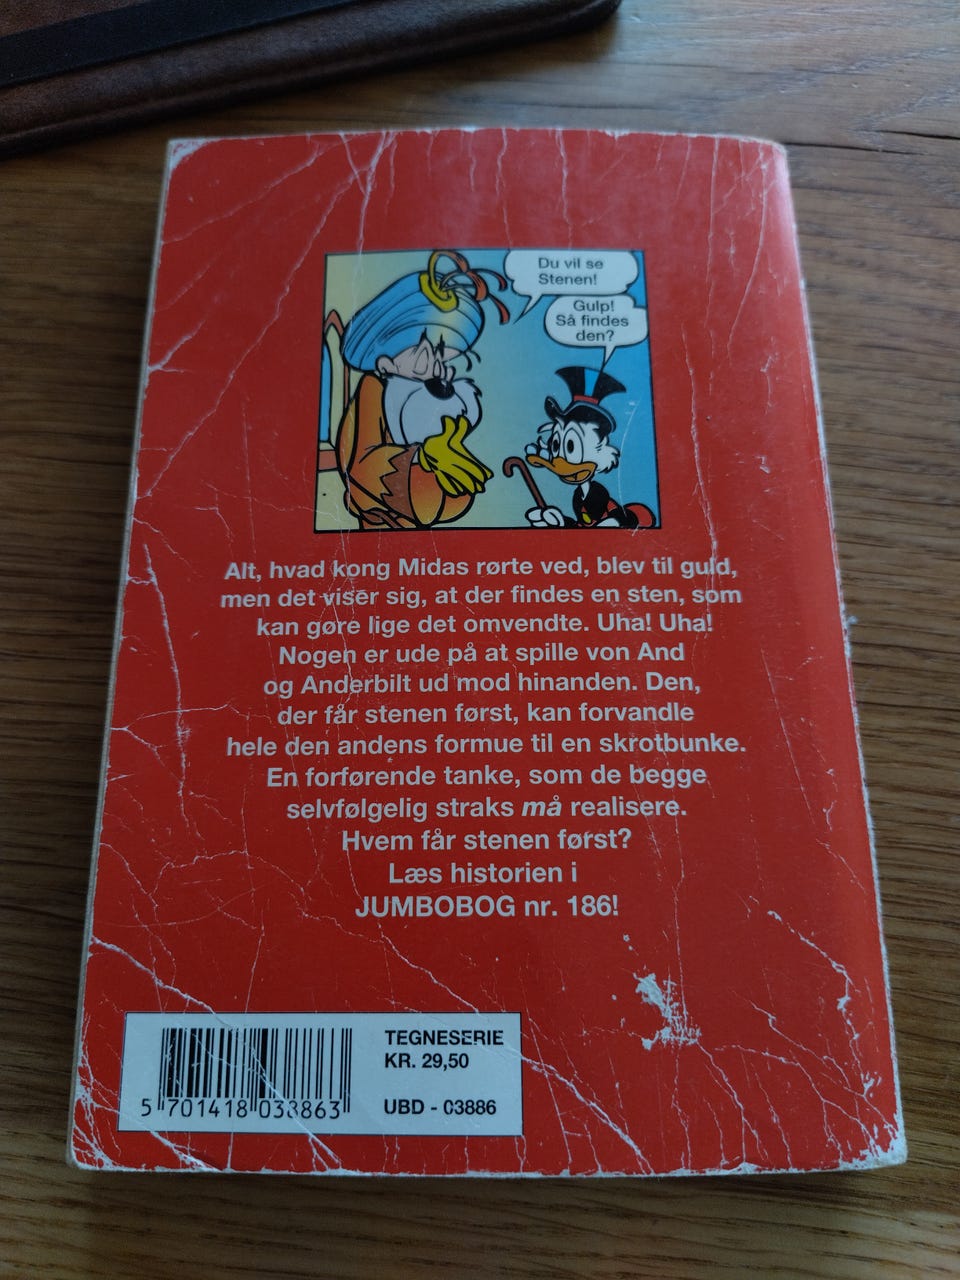 Du vil se
Stenen!
Gulp!
Så findes
den?
Alt, hvad kong Midas rørte ved, blev til guld,
men det viser sig, at der findes en sten, som
kan gøre lige det omvendte. Uha! Uha!
Nogen er ude på at spille von And
og Anderbilt ud mod hinanden. Den,
der får stenen først, kan forvandle
hele den andens formue til en skrotbunke.
En forførende tanke, som de begge
selvfølgelig straks må realisere.
Hvem får stenen først?
Læs historien i
JUMBOBOG nr. 186!
TEGNESERIE
KR. 29,50
UBD - 03886
5 701418 038863